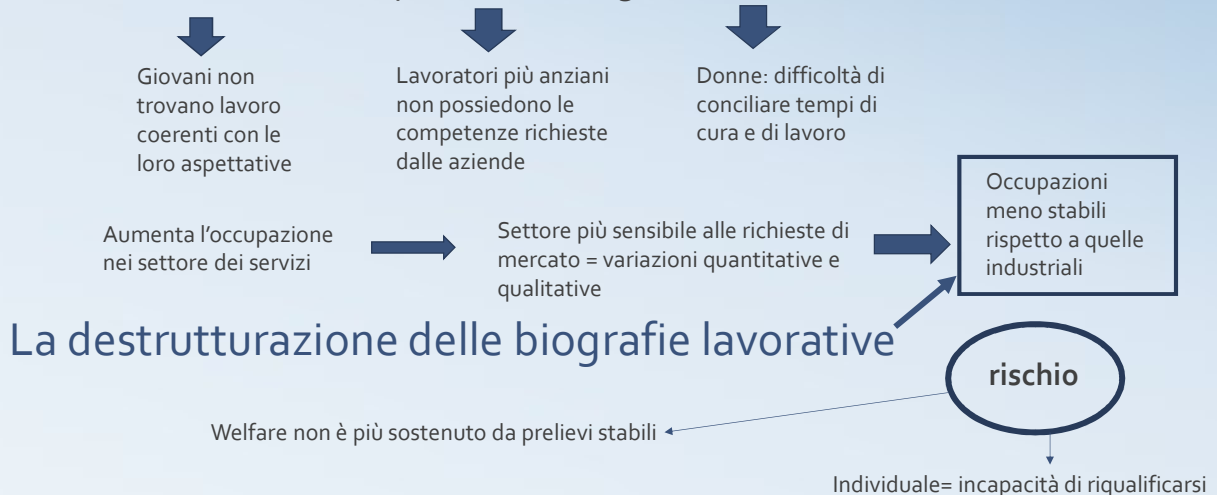 Giovani non
trovano lavoro
coerenti con le
loro aspettative
Lavoratori più anziani
non possiedono le
competenze richieste
dalle aziende
Donne: difficoltà di
conciliare tempi di
cura e di lavoro
Aumenta l'occupazione
nei settore dei servizi
Settore più sensibile alle richieste di
mercato = variazioni quantitative e
qualitative
Occupazioni
meno stabili
rispetto a quelle
industriali
La destrutturazione delle biografie lavorative
rischio
Welfare non è più sostenuto da prelievi stabili
Individuale= incapacità di riqualificarsi